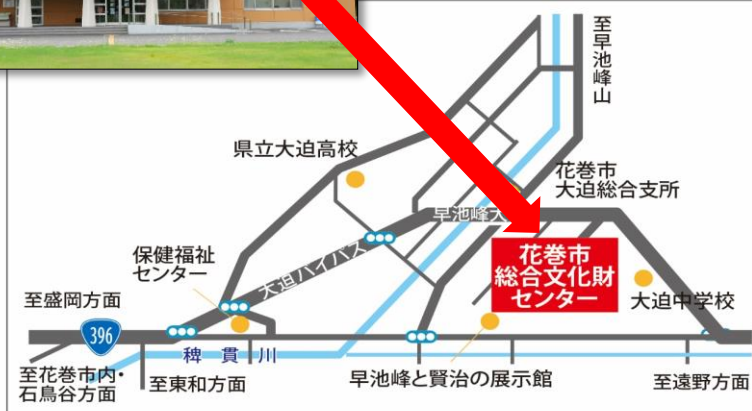 至早池峰山
県立大迫高校
花巻市
大迫総合支所
早池峰大
大迫バイパス
保健福祉
センター
花巻市
総合文化財
センター
至盛岡方面
大迫中学校
396
稗貫川
至花巻市内・
石鳥谷方面
至東和方面
早池峰と賢治の展示館
至遠野方面